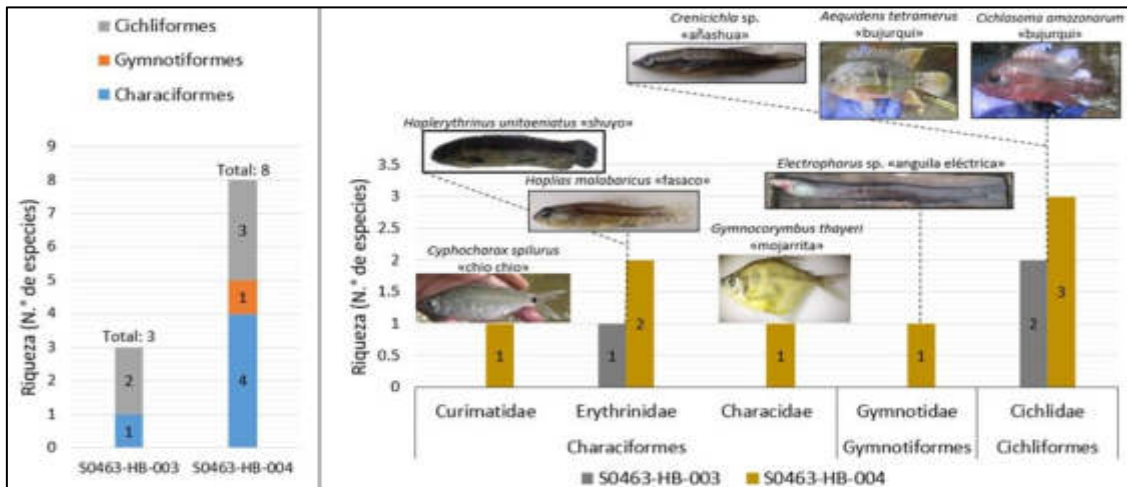 Cichliformes
Gymnotiformes
Characiformes
Riqueza (N.° de especies)
9
8
7
6
5
4
3
2
1
0
Total: 3
2
1
Total: 8
3
1
4
S0463-HB-003
S0463-HB-004
Crenicichla sp.
«añashua»
Aequidens tetramerus
«bujurqui»
Cichlasoma amazonarum
«bujurqui»
Hoplerythrinus unitaeniatus «shuyo»
Hoplias malabaricus «fasaco»
Electrophorus sp. «anguila eléctrica»
Cyphocharax spilurus
«chio chio»
Gymnocorymbus thayeri
«mojarrita»
Riqueza (N.° de especies)
3.5
3
2.5
2
1.5
1
0.5
0
1
1
2
1
1
2
3
Curimatidae
Erythrinidae
Characidae
Gymnotidae
Cichlidae
Characiformes
Gymnotiformes
Cichliformes
S0463-HB-003
S0463-HB-004